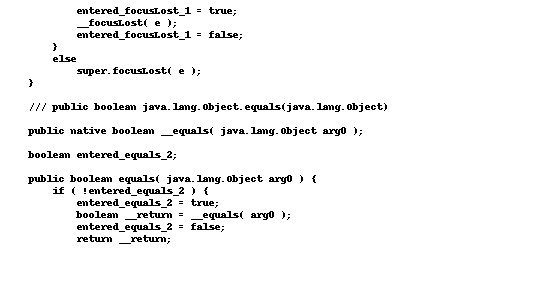 entered_focusLost_1 = true;
__focusLost( e );
entered_focusLost_1 = false;
}
else
super.focusLost( e );
}
/// public boolean java.lang.Object.equals(java.lang.Object)
public native boolean __equals( java.lang.Object arg0 );
boolean entered_equals_2;
public boolean equals( java.lang.Object arg0 ) {
if ( !entered_equals_2 ) {
entered_equals_2 = true;
boolean __return = __equals( arg0 );
entered_equals_2 = false;
return __return;